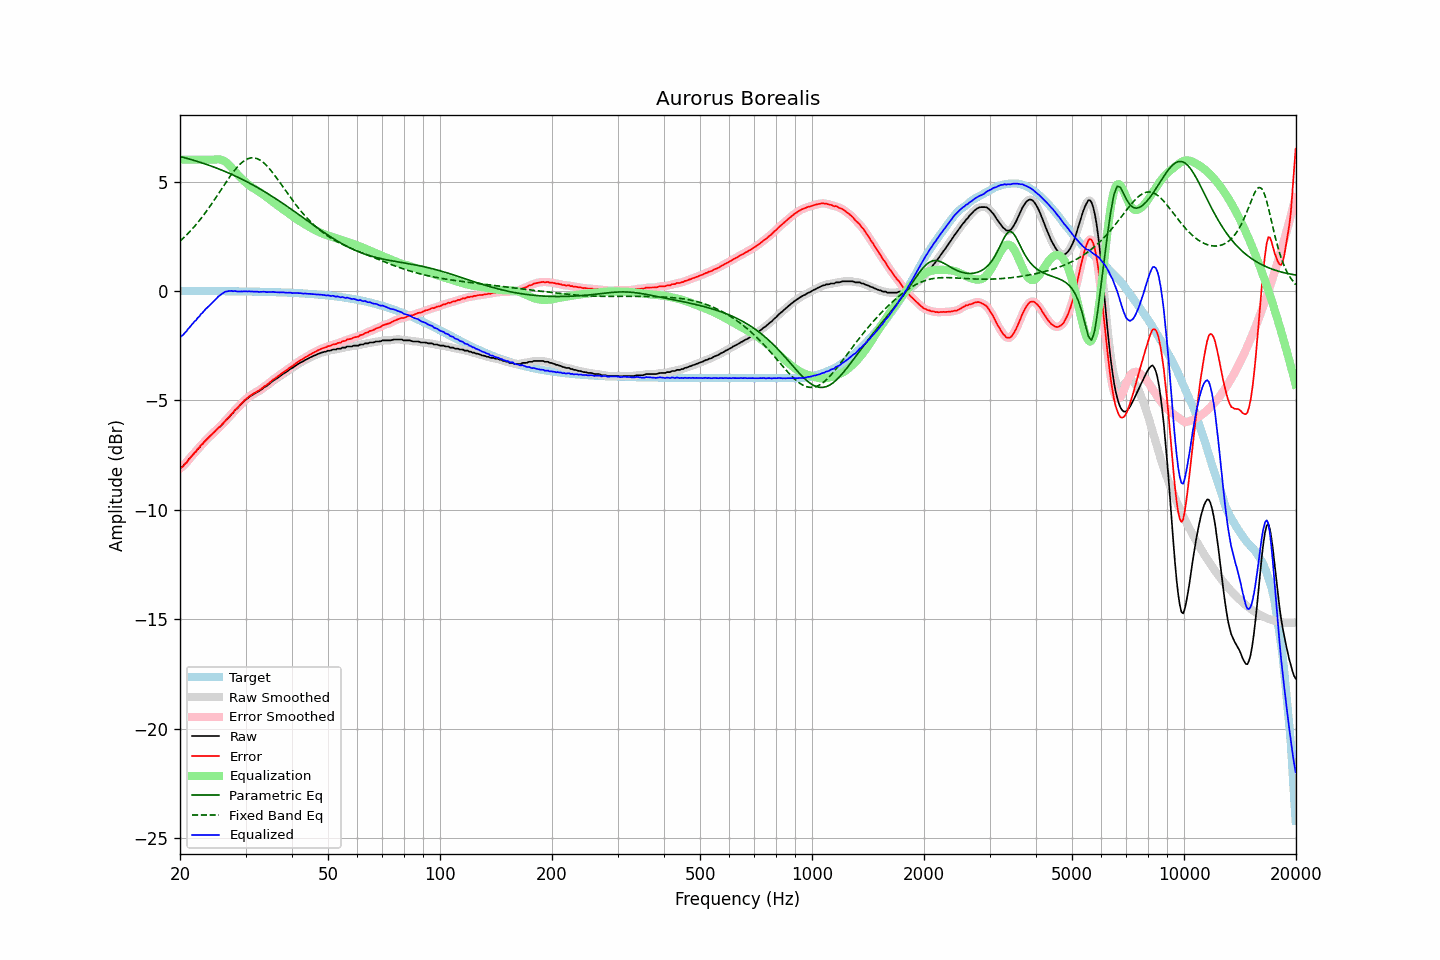 Aurorus Borealis
Amplitude (dBr)
5
0
−5
−10
−15
−20
−25
Target
Raw Smoothed
Error Smoothed
Raw
Error
Equalization
Parametric Eq
Fixed Band Eq
Equalized
20 50 100 200 500 1000 2000 5000 10000 20000
Frequency (Hz)